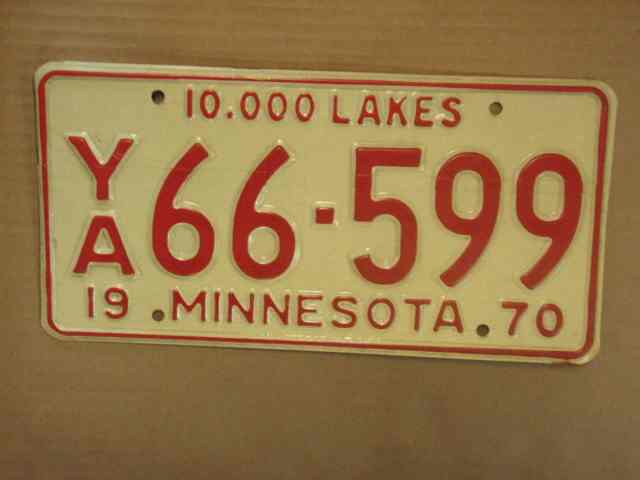 10.000 LAKES
YA 66-599
19 MINNESOTA 70